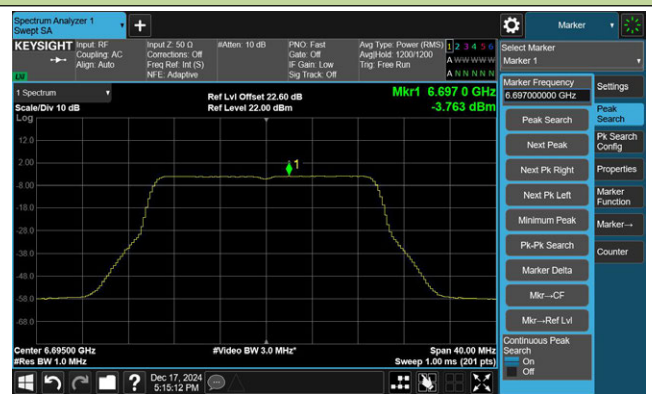 Spectrum Analyzer 1
Swept SA
+
Marker
KEYSIGHT
Input: RF
Coupling: AC
Align: Auto
Input Z: 50 Ω
Corrections: Off
Freq Ref: Int (S)
NFE: Adaptive
#Atten: 10 dB
PNO: Fast
Gate: Off
IF Gain: Low
Sig Track: Off
Avg Type: Power (RMS)
Avg|Hold: 1200/1200
Trig: Free Run
1 2 3 4 5 6
A W W W W W
A N N N N N
LW
Select Marker
Marker 1
1 Spectrum
Scale/Div 10 dB
Log
Ref Lvl Offset 22.60 dB
Ref Level 22.00 dBm
Mkr1 6.697 0 GHz
-3.763 dBm
12.0
2.00
-8.00
-18.0
-28.0
-38.0
-48.0
-58.0
-68.0
1
Center 6.69500 GHz
#Res BW 1.0 MHz
#Video BW 3.0 MHz*
Span 40.00 MHz
Sweep 1.00 ms (201 pts)
Marker Frequency
6.697000000 GHz
Peak Search
Next Peak
Next Pk Right
Next Pk Left
Minimum Peak
Pk-Pk Search
Marker Delta
Mkr→CF
Mkr→Ref Lvl
Continuous Peak
Search
On
Off
Settings
Peak
Search
Pk Search
Config
Properties
Marker
Function
Marker→
Counter
?
Dec 17, 2024
5:15:12 PM